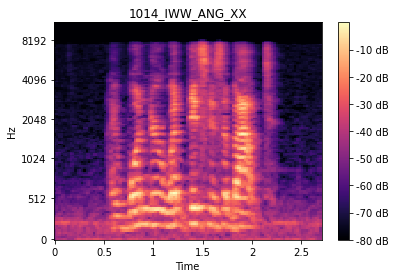 1014_IWW_ANG_XX
8192
4096
2048
1024
512
0
Hz
0
0.5
1
1.5
2
2.5
Time
-10 dB
-20 dB
-30 dB
-40 dB
-50 dB
-60 dB
-70 dB
-80 dB